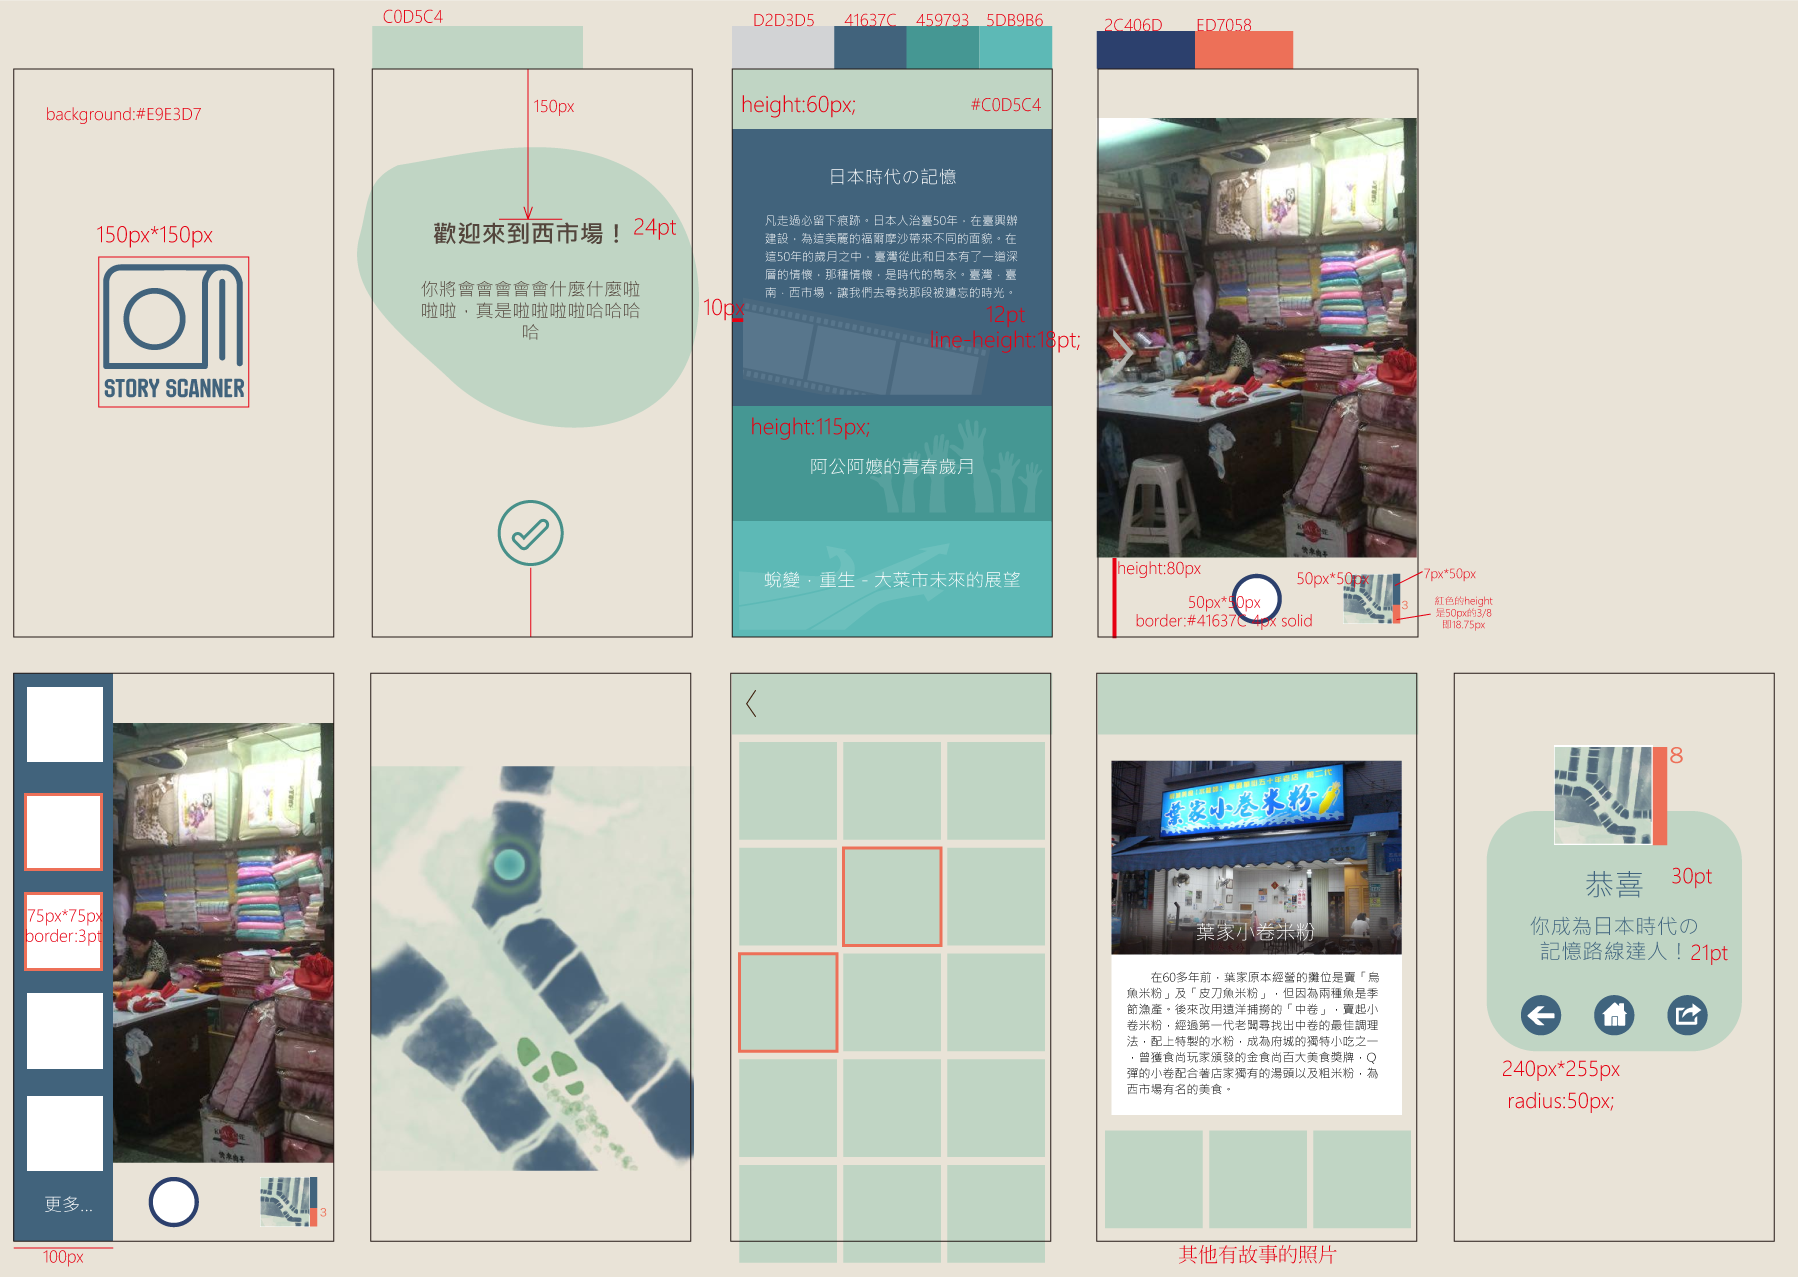 C0D5C4
D2D3D5
41637C
459793
5DB9B6
2C406D
ED7058
background:#E9E3D7
150px*150px
STORY SCANNER
150px
歡迎來到西市場！
24pt
你將會會會會會什麼什麼啦
啦啦，真是啦啦啦啦哈哈哈
哈
height:60px;
#C0D5C4
日本時代の記憶
凡走過必留下痕跡。日本人治臺50年，在臺興辦
建設，為這美麗的福爾摩沙帶來不同的面貌。在
這50年的歲月之中，臺灣從此和日本有了一道深
層的情懷，那種情懷，是時代的雋永。臺灣，臺
南，西市場，讓我們去尋找那段被遺忘的時光。
10px
12pt
line-height:18pt;
height:115px;
阿公阿嬤的青春歲月
蛻變．重生 - 大菜市未來的展望
height:80px
50px*50px
border:#41637C 4px solid
50px*50px
7px*50px
3
紅色的height
是50px的3/8
即18.75px
75px*75px
border:3pt
更多...
3
100px
葉家小卷米粉
葉家小卷米粉
在60多年前，葉家原本經營的攤位是賣「烏
魚米粉」及「皮刀魚米粉」，但因為兩種魚是季
節漁產。後來改用遠洋捕撈的「中卷」，賣起小
卷米粉，經過第一代老闆尋找出中卷的最佳調理
法，配上特製的水粉，成為府城的獨特小吃之一
，曾獲食尚玩家頒發的金食尚百大美食獎牌，Q
彈的小卷配合著店家獨有的湯頭以及粗米粉，為
西市場有名的美食。
其他有故事的照片
8
恭喜
30pt
你成為日本時代の
記憶路線達人！
21pt
240px*255px
radius:50px;